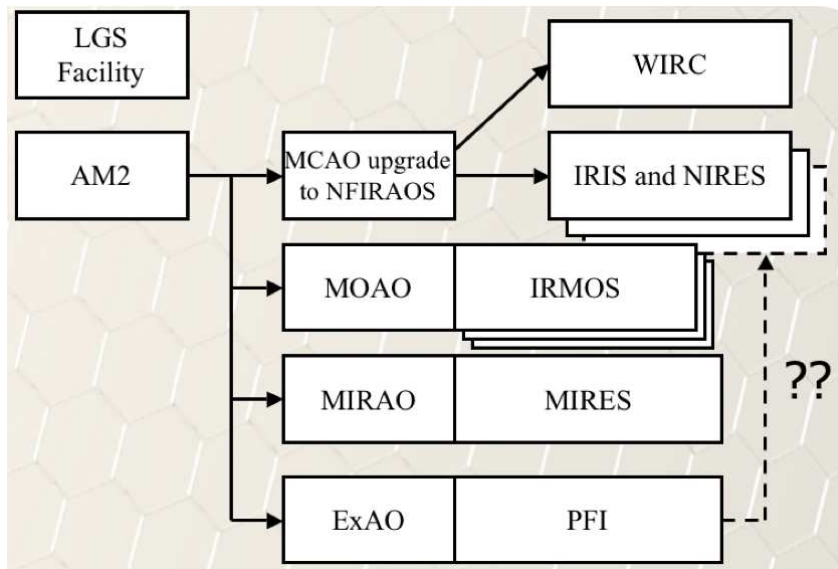 LGS
Facility
WIRC
AM2
MCAO upgrade
to NFIRAOS
IRIS and NIRES
MOAO
IRMOS
MIRAO
MIRES
??
ExAO
PFI